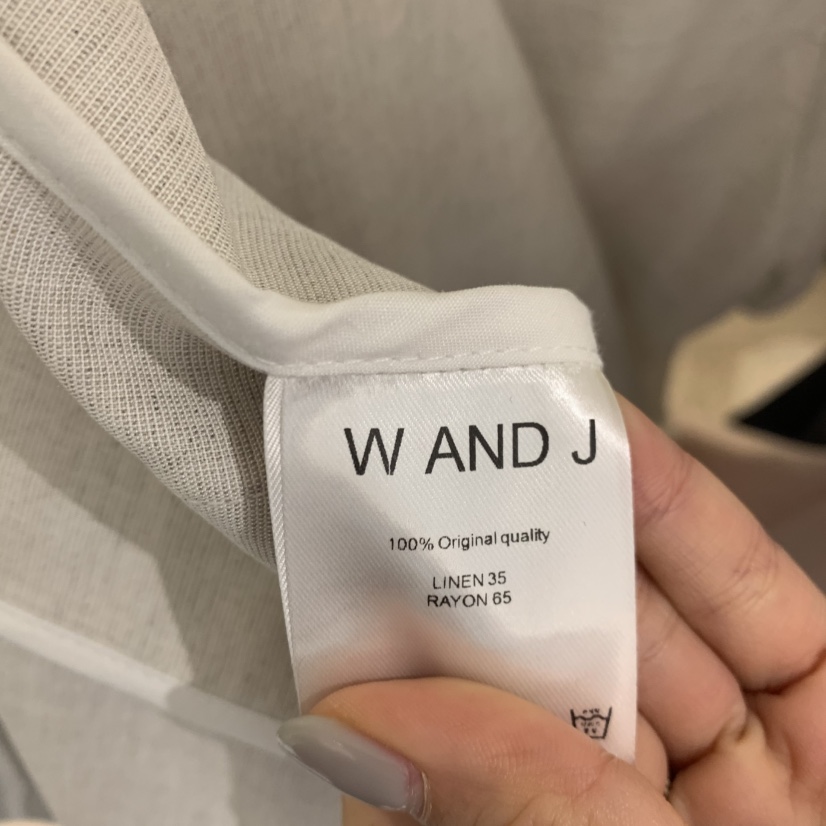 W AND J
100% Original quality
LINEN 35
RAYON 65